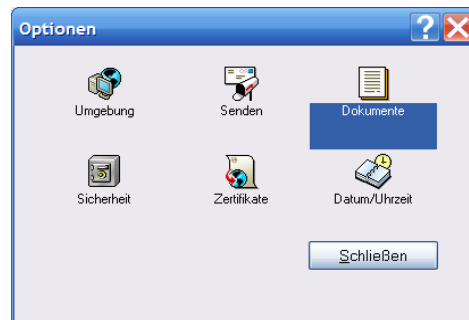 Optionen
Umgebung Senden Dokumente
Sicherheit Zertifikate Datum/Uhrzeit
Schließen